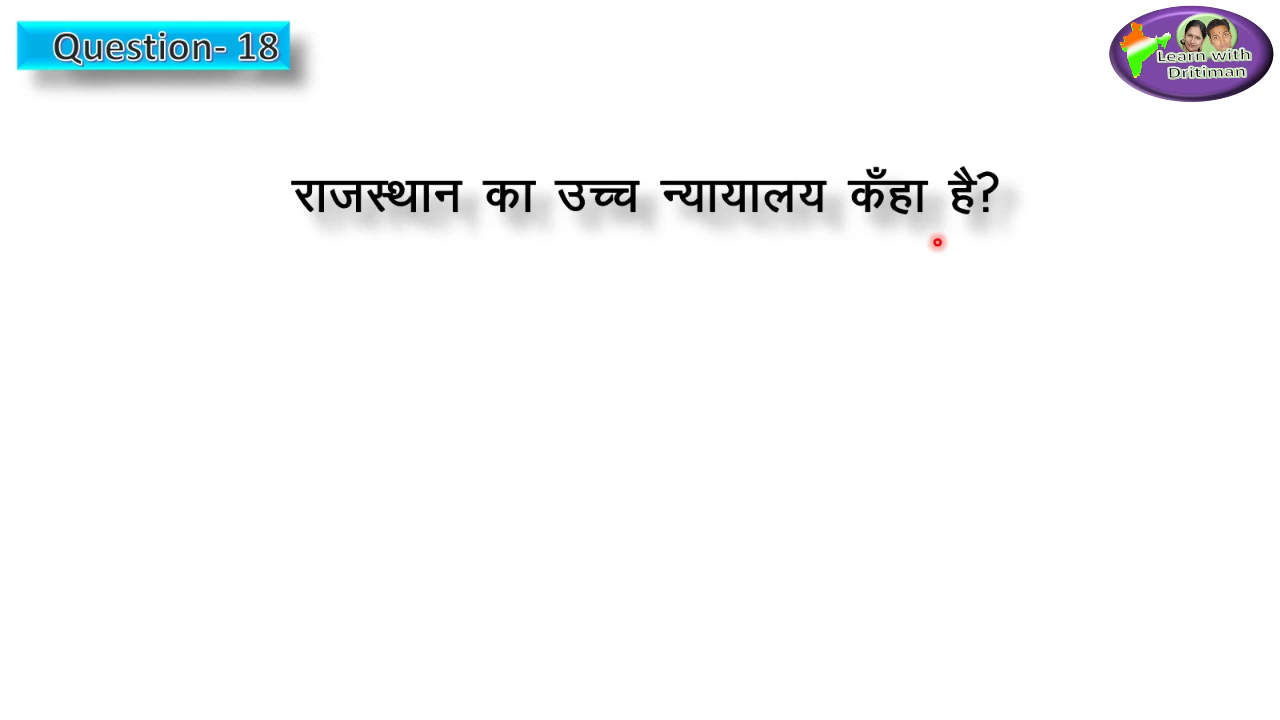 Question- 18
Learn with
Dritiman
राजस्थान का उच्च न्यायालय कँहा है?